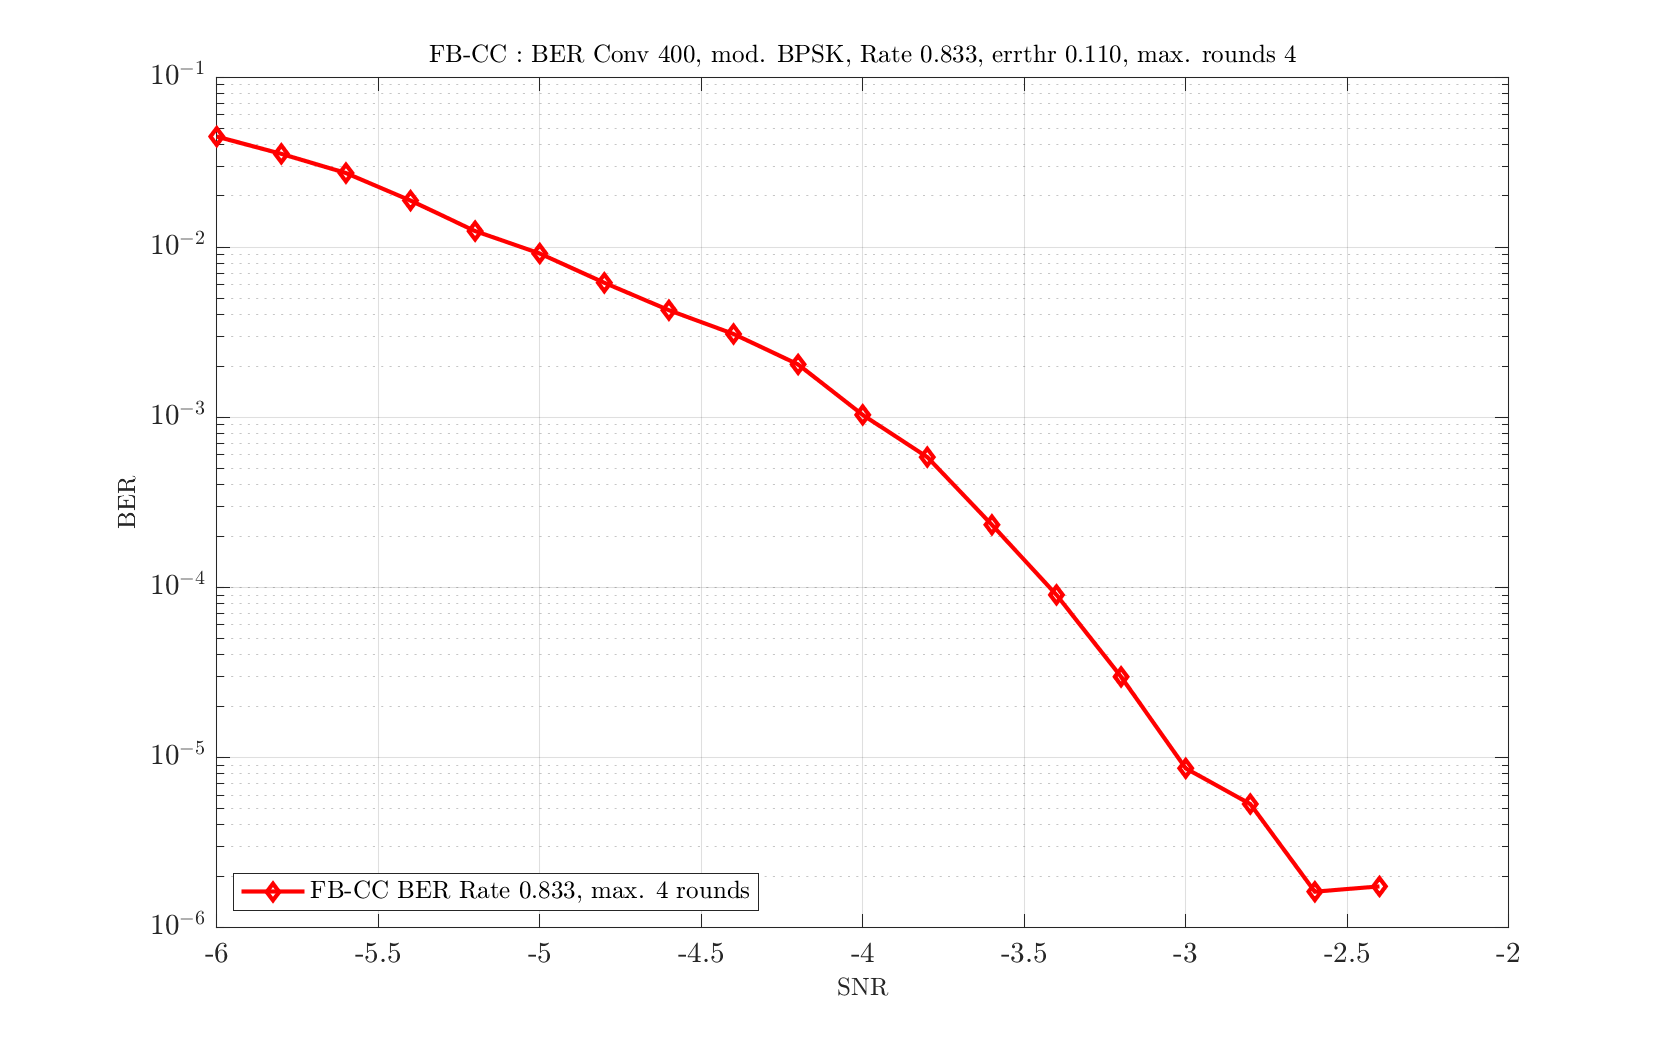 FB-CC : BER Conv 400, mod. BPSK, Rate 0.833, errthr 0.110, max. rounds 4
10^{-1}
10^{-2}
10^{-3}
10^{-4}
10^{-5}
10^{-6}
BER
FB-CC BER Rate 0.833, max. 4 rounds
-6 -5.5 -5 -4.5 -4 -3.5 -3 -2.5 -2
SNR